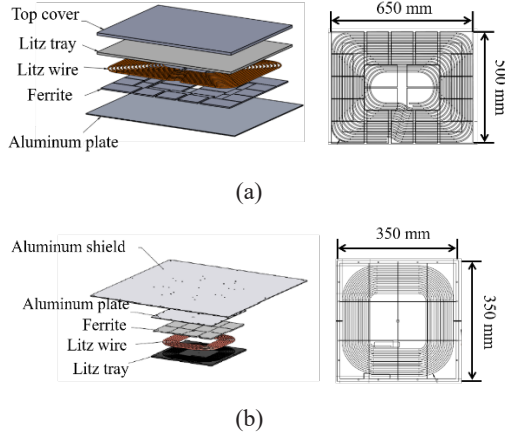 Top cover
Litz tray
Litz wire
Ferrite
Aluminum plate
650 mm
500 mm
(a)
Aluminum shield
Aluminum plate
Ferrite
Litz wire
Litz tray
350 mm
350 mm
(b)